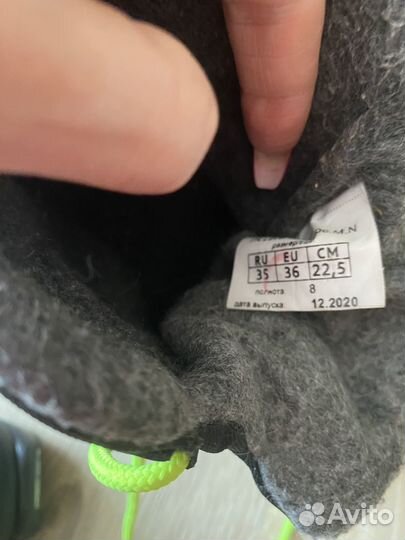 размер
RU EU CM
35 36 22,5
полнота 8
дата выпуска: 12.2020
Avito